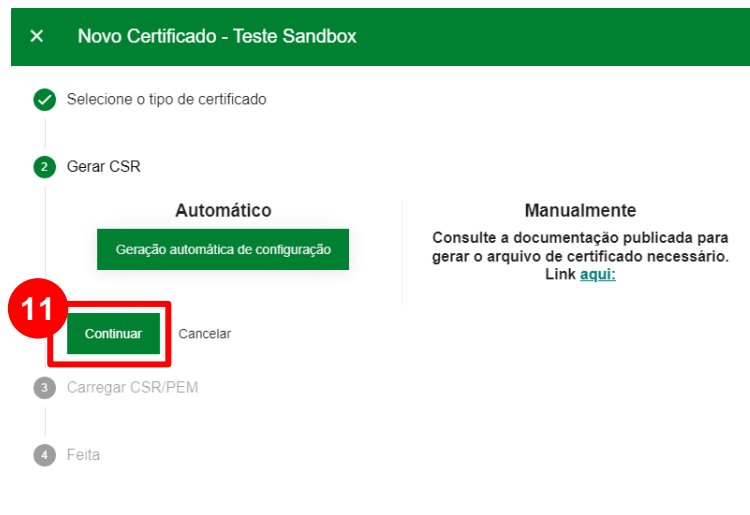 × Novo Certificado - Teste Sandbox
Selecione o tipo de certificado
2 Gerar CSR
Automático
Geração automática de configuração
Manualmente
Consulte a documentação publicada para
gerar o arquivo de certificado necessário.
Link aqui:
11
Continuar Cancelar
3 Carregar CSR/PEM
4 Feita